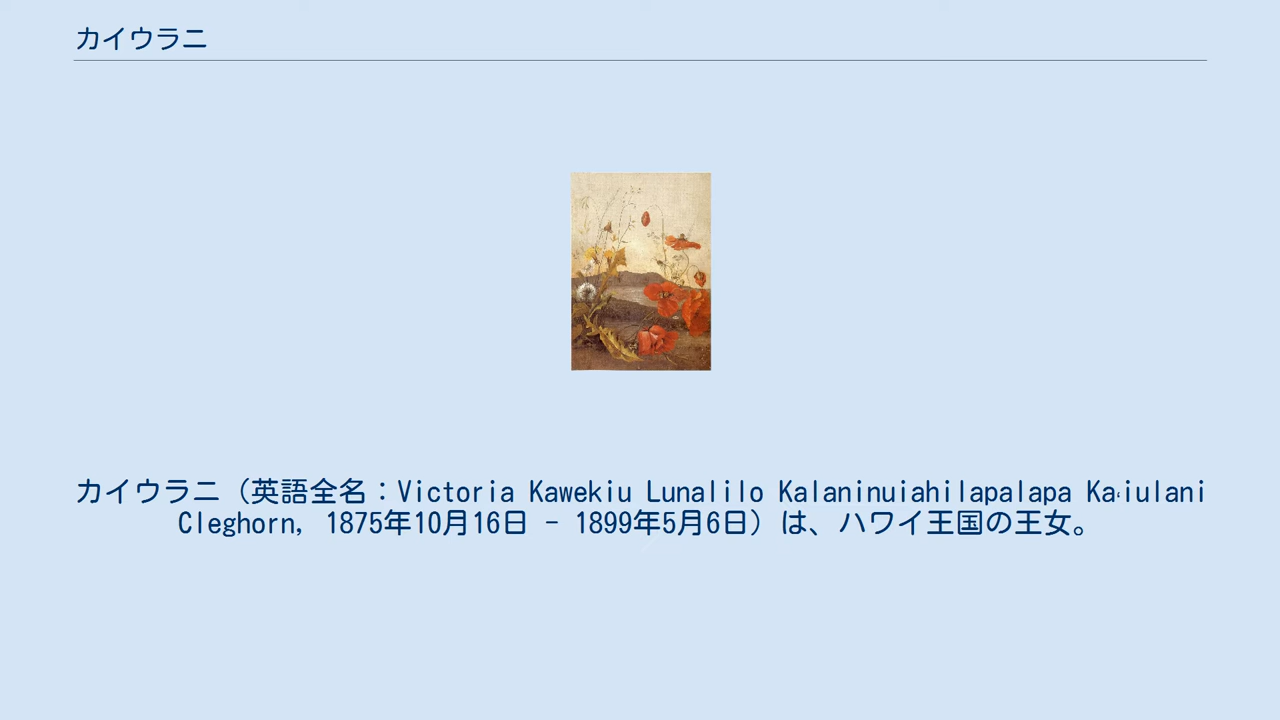 カイウラニ
カイウラニ（英語全名：Victoria Kawekiu Lunalilo Kalaninuiahilapalapa Kaʻiulani
Cleghorn, 1875年10月16日 - 1899年5月6日）は、ハワイ王国の王女。